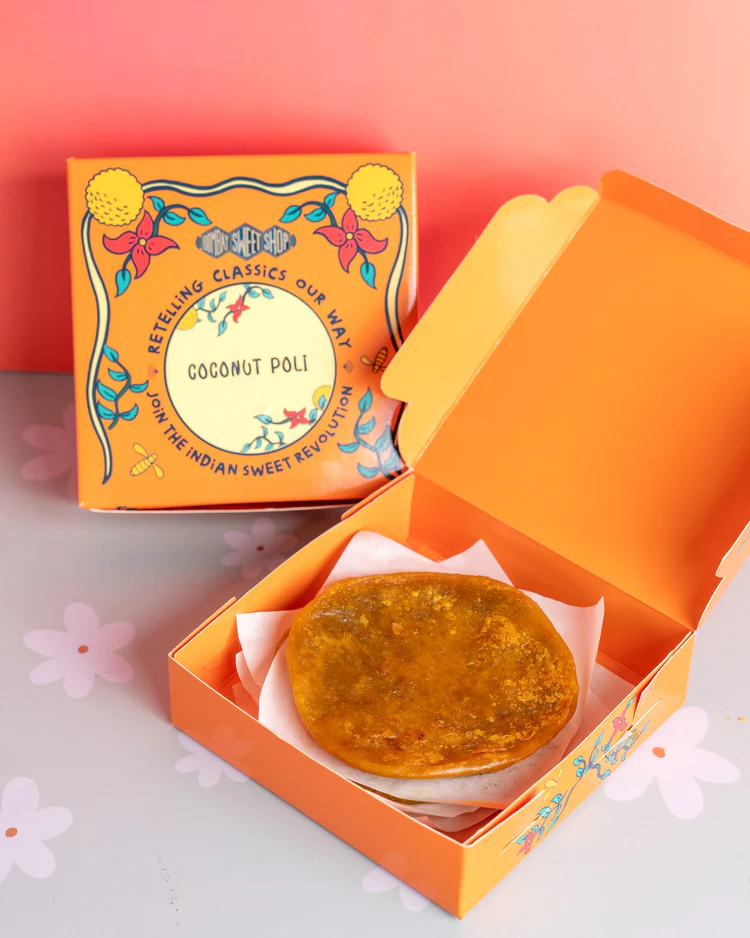 BOMBAY SWEET SHOP
RETELLING CLASSICS OUR WAY
COCONUT POLI
JOIN THE INDIAN SWEET REVOLUTION